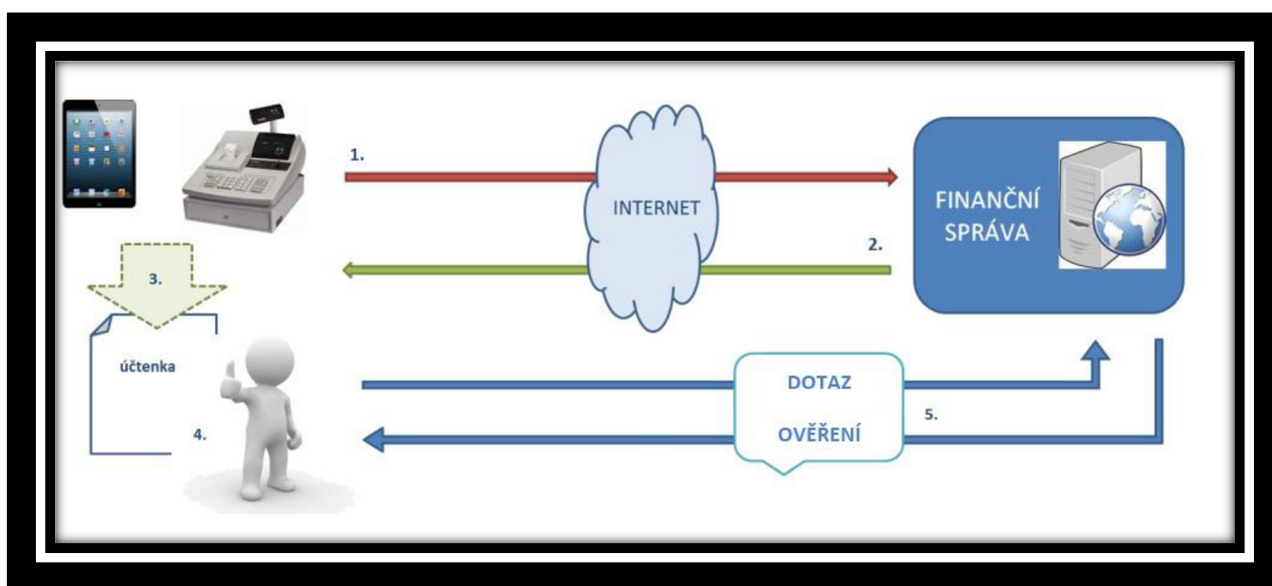 1.
INTERNET
FINANČNÍ
SPRÁVA
2.
3.
účtenka
4.
DOTAZ
OVĚŘENÍ
5.